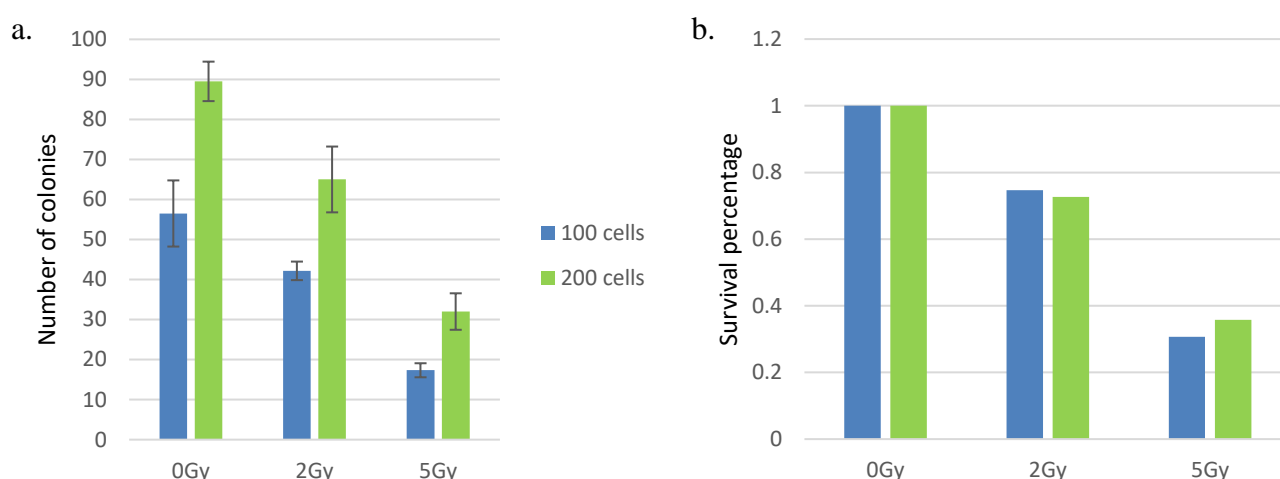 a.
Number of colonies
100
90
80
70
60
50
40
30
20
10
0
0Gy
2Gy
5Gy
100 cells
200 cells
b.
Survival percentage
1.2
1
0.8
0.6
0.4
0.2
0
0Gy
2Gy
5Gy